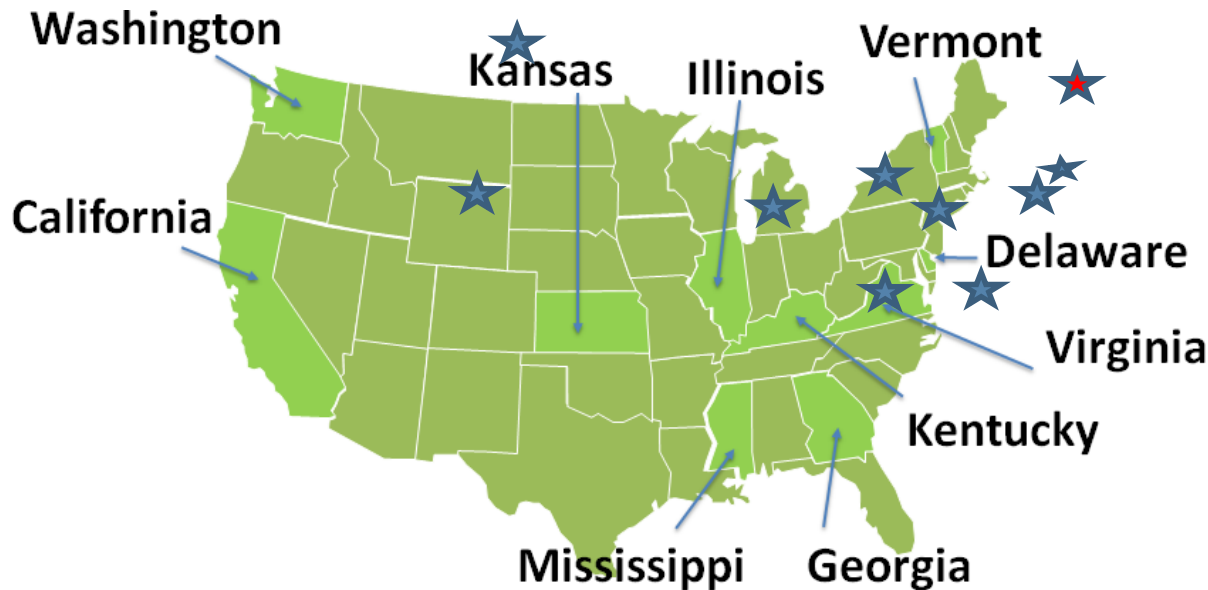 Washington
Kansas
Illinois
Vermont
California
Delaware
Virginia
Kentucky
Mississippi
Georgia